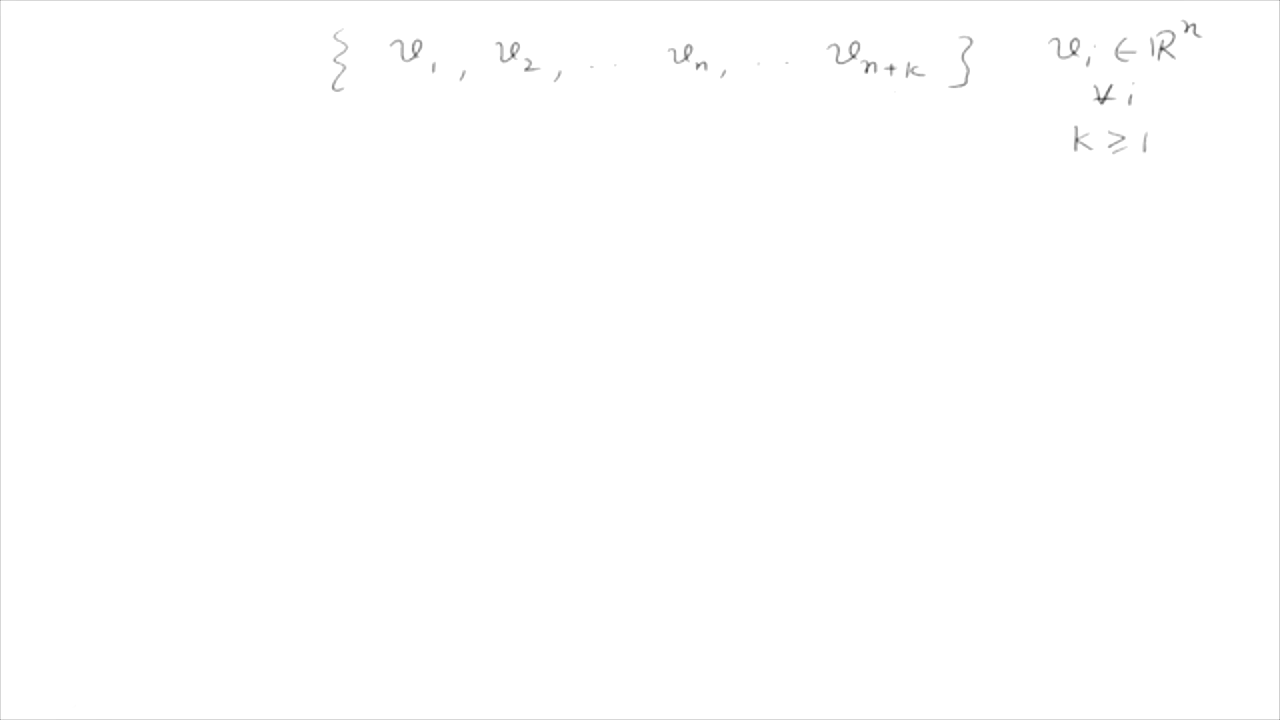 { v₁, v₂, .. vₙ, .. vₙ₊ₖ } vᵢ ∈ ℝⁿ
∀ i
k ⩾ 1